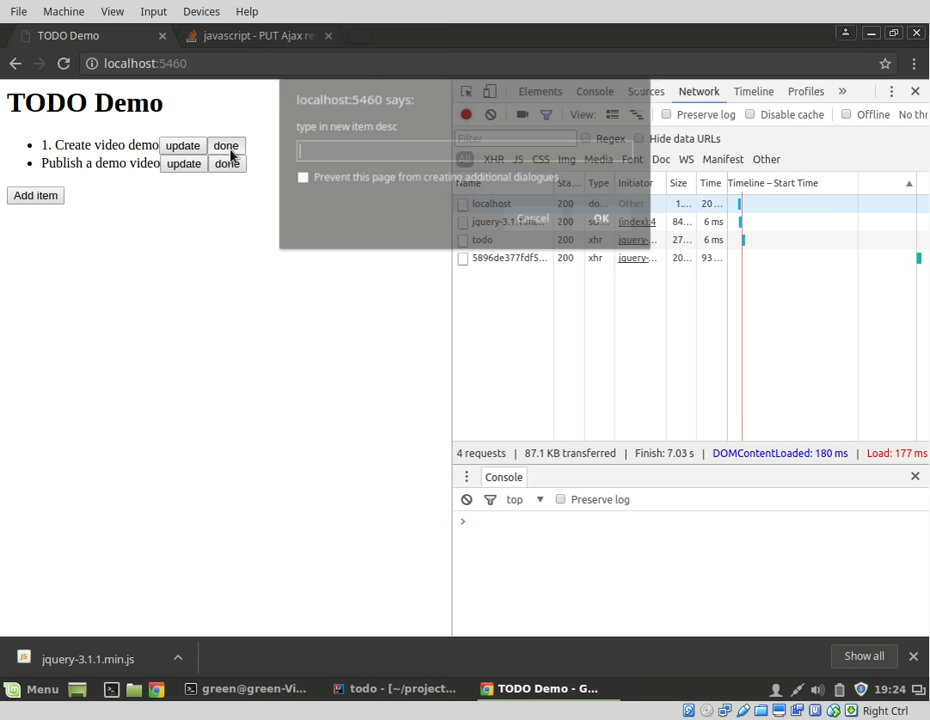 File Machine View Input Devices Help
TODO Demo
javascript - PUT Ajax re
localhost:5460
TODO Demo
1. Create video demo update done
Publish a demo video update done
Add item
localhost:5460 says:
type in new item desc
Prevent this page from creating additional dialogues.
Cancel OK
Elements Console Sources Network Timeline Profiles
View: Preserve log Disable cache Offline No thr
Filter Regex Hide data URLs
All XHR JS CSS Img Media Font Doc WS Manifest Other
Name Sta... Type Initiator Size Time Timeline – Start Time
localhost 200 do... Other 1.... 20...
jquery-3.1.1.mi... 200 sc... (index):4 84... 6 ms
todo 200 xhr jquery-... 27... 6 ms
5896de377fdf5... 200 xhr jquery-... 20... 93...
4 requests | 87.1 KB transferred | Finish: 7.03 s | DOMContentLoaded: 180 ms | Load: 177 ms
Console
top Preserve log
jquery-3.1.1.min.js
Show all
Menu
green@green-Vi...
todo - [~/project...
TODO Demo - G...
19:24
Right Ctrl